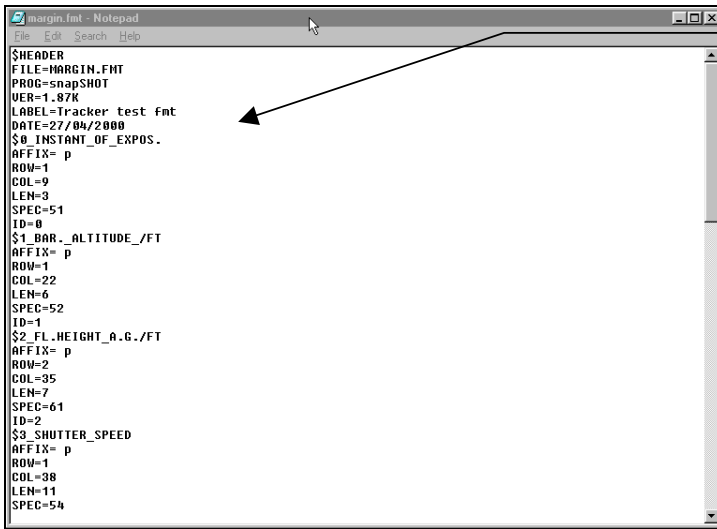 margin.fmt - Notepad
File Edit Search Help
$HEADER
FILE=MARGIN.FMT
PROG=snapSHOT
VER=1.87K
LABEL=Tracker test fmt
DATE=27/04/2000
$0_INSTANT_OF_EXPOS.
AFFIX= p
ROW=1
COL=9
LEN=3
SPEC=51
ID=0
$1_BAR._ALTITUDE_/FT
AFFIX= p
ROW=1
COL=22
LEN=6
SPEC=52
ID=1
$2_FL.HEIGHT_A.G./FT
AFFIX= p
ROW=2
COL=35
LEN=7
SPEC=61
ID=2
$3_SHUTTER_SPEED
AFFIX= p
ROW=1
COL=38
LEN=11
SPEC=54